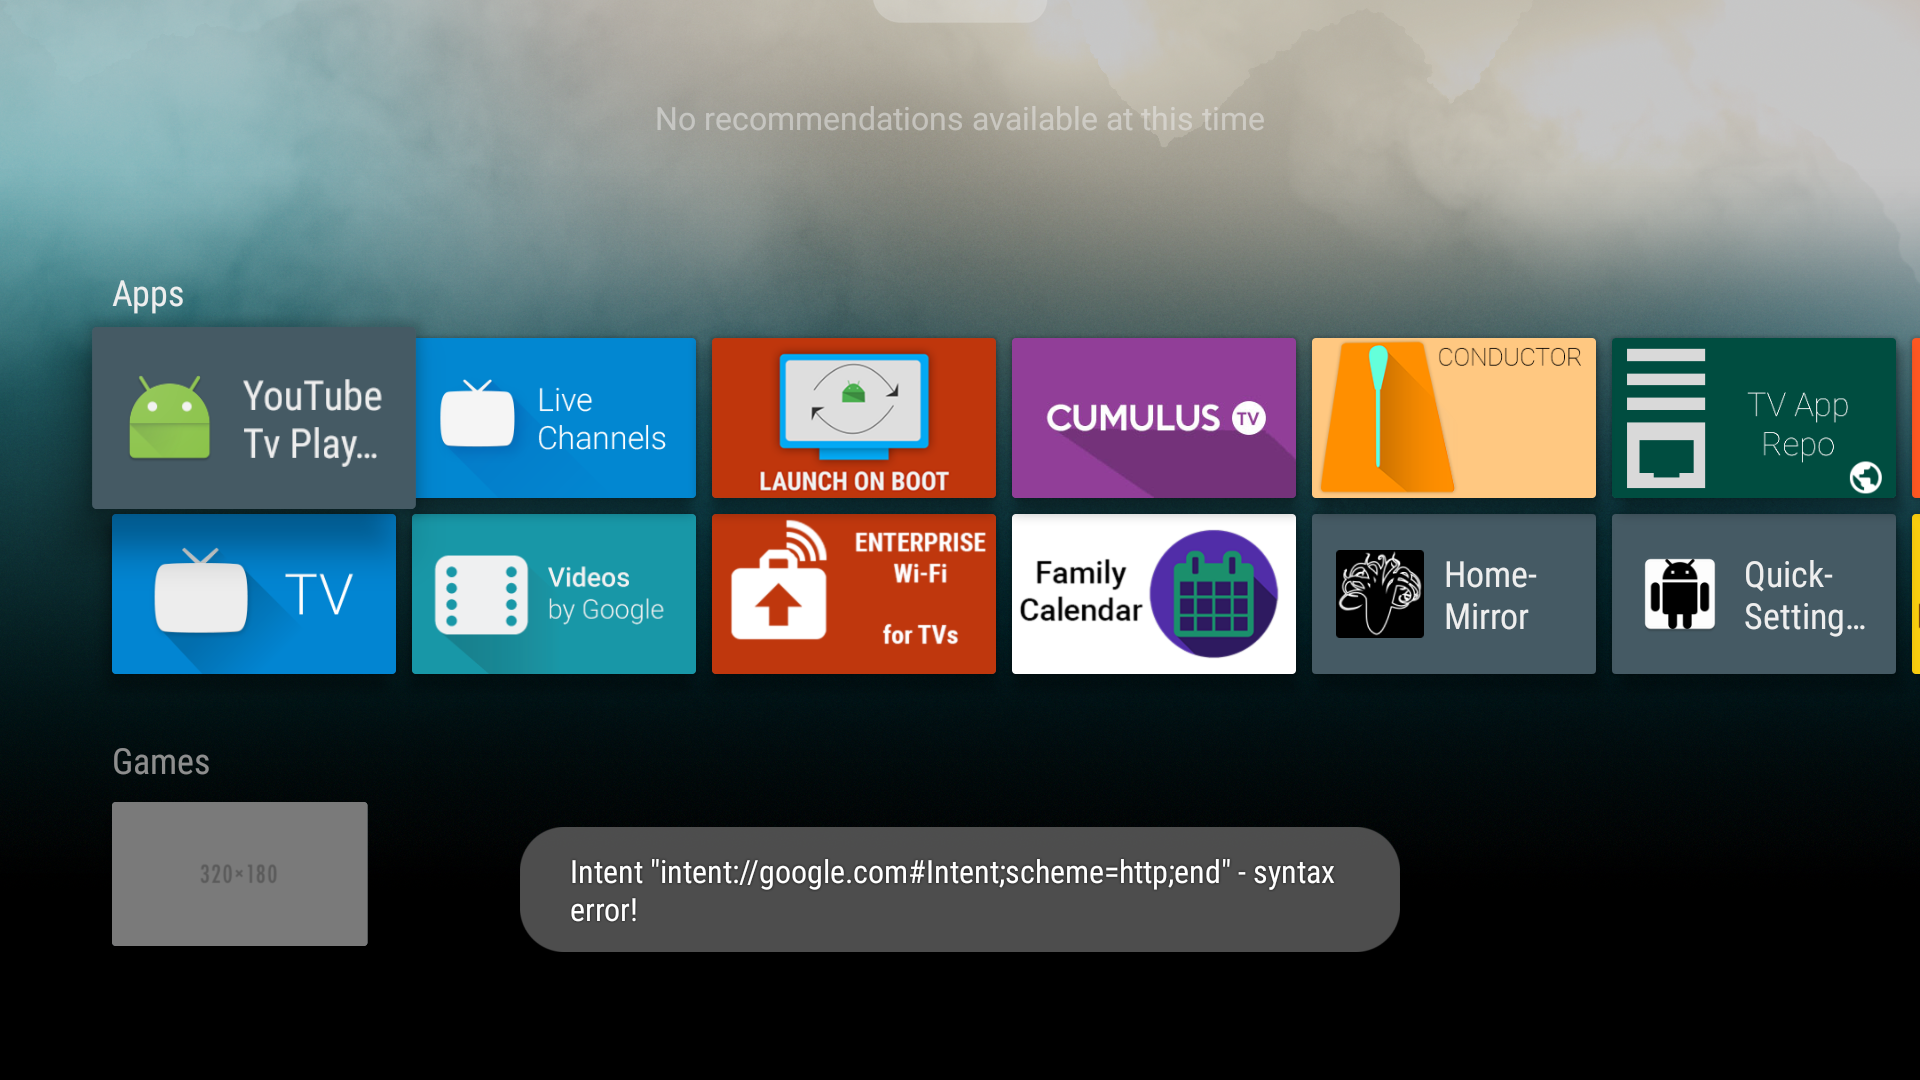 No recommendations available at this time
Apps
YouTube
Tv Play...
Live
Channels
LAUNCH ON BOOT
CUMULUS TV
CONDUCTOR
TV App
Repo
TV
Videos
by Google
ENTERPRISE
Wi-Fi
for TVs
Family
Calendar
Home-
Mirror
Quick-
Setting...
Games
320×180
Intent "intent://google.com#Intent;scheme=http;end" - syntax
error!